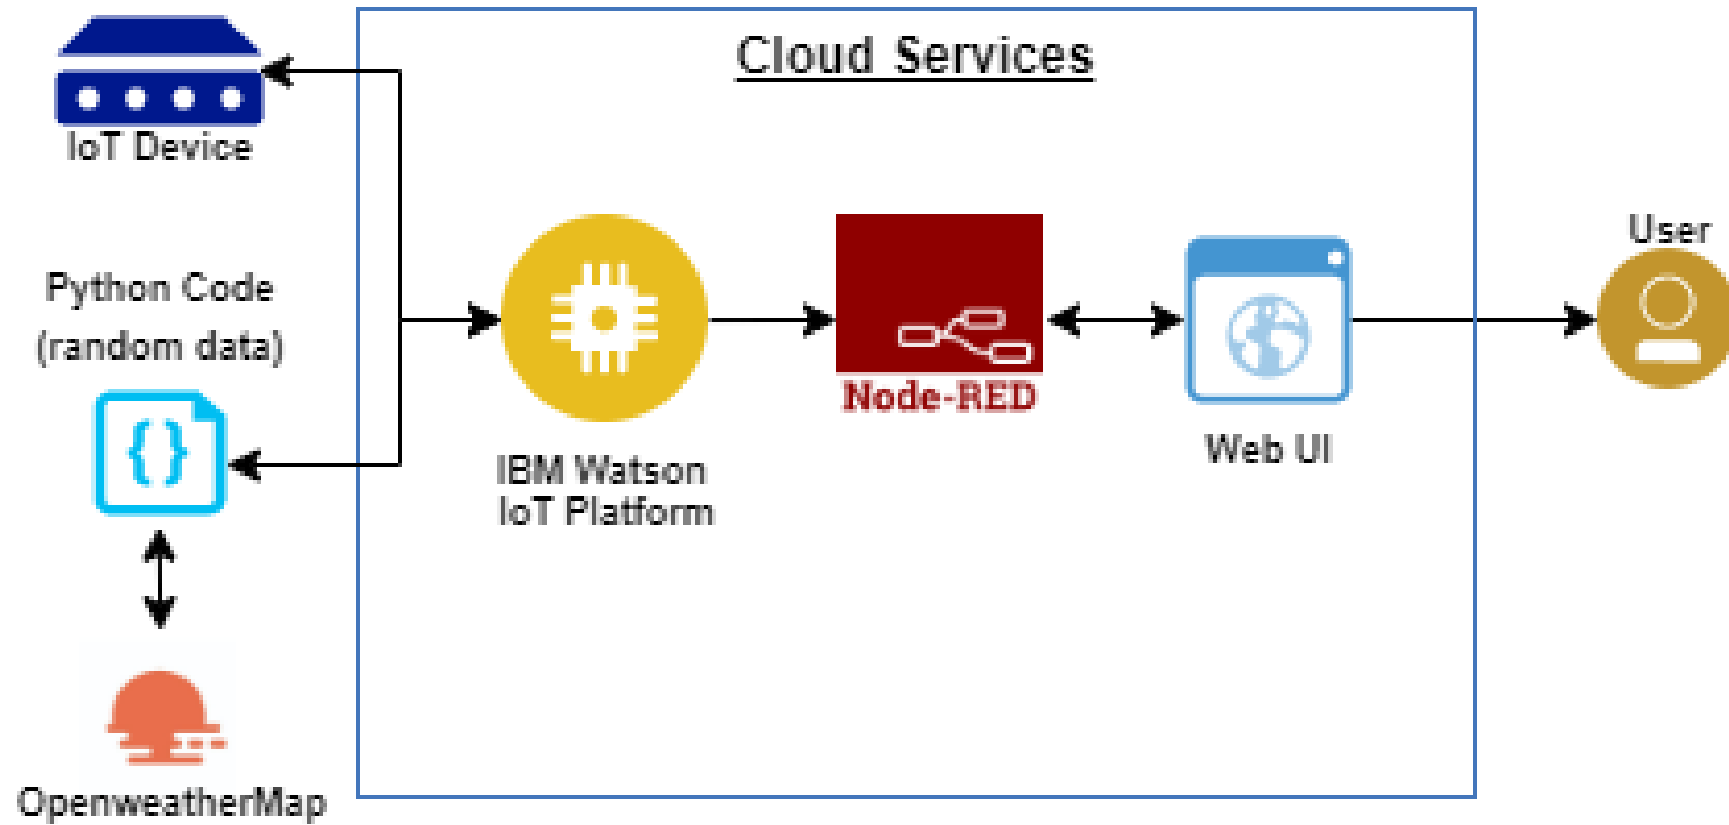 Cloud Services
IoT Device
User
Python Code
(random data)
Node-RED
Web UI
IBM Watson
IoT Platform
OpenweatherMap